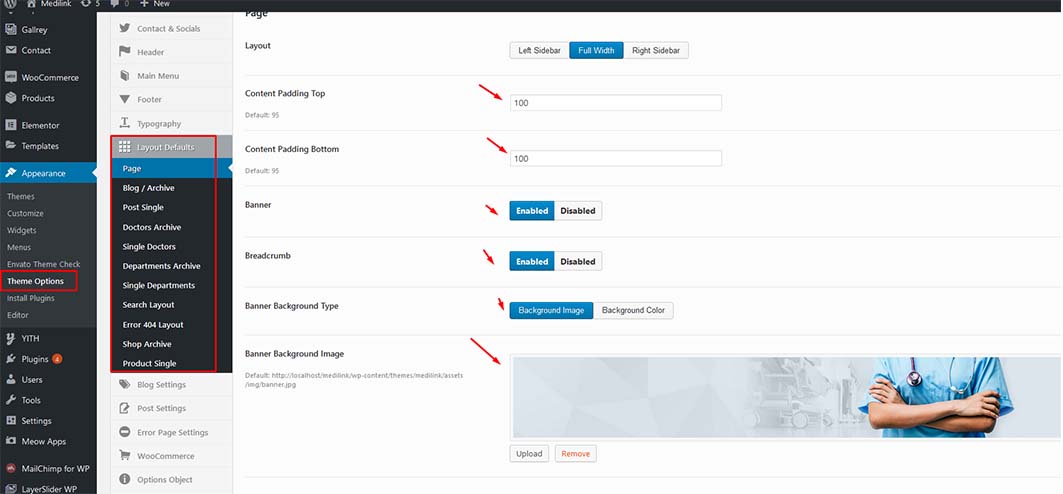 Medilink 5 0 + New
Gallrey
Contact
WooCommerce
Products
Elementor
Templates
Appearance
Themes
Customize
Widgets
Menus
Envato Theme Check
Theme Options
Install Plugins
Editor
YITH
Plugins 4
Users
Tools
Settings
Meow Apps
MailChimp for WP
LayerSlider WP
Contact & Socials
Header
Main Menu
Footer
Typography
Layout Defaults
Page
Blog / Archive
Post Single
Doctors Archive
Single Doctors
Departments Archive
Single Departments
Search Layout
Error 404 Layout
Shop Archive
Product Single
Blog Settings
Post Settings
Error Page Settings
WooCommerce
Options Object
Page
Layout
Left Sidebar Full Width Right Sidebar
Content Padding Top
100
Default: 95
Content Padding Bottom
100
Default: 95
Banner
Enabled Disabled
Breadcrumb
Enabled Disabled
Banner Background Type
Background Image Background Color
Banner Background Image
Default: http://localhost/medilink/wp-content/themes/medilink/assets
/img/banner.jpg
Upload Remove